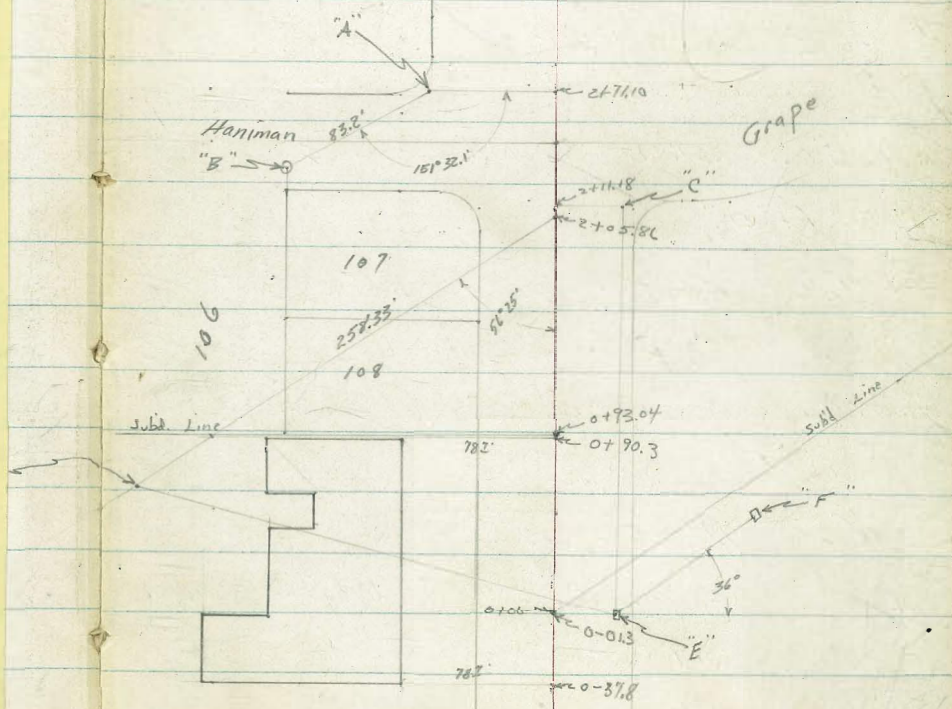 "A"
2+71.10
Haniman
83.2'
Grape
"B"
151° 32.1'
2+11.18
"C"
2+05.86
107
106
56° 25'
258.33'
108
Subd. Line
0+93.04
0+90.3
Subd Line
78.2'
"F"
36°
0+00
0-01.3
"E"
78.2'
0-37.8